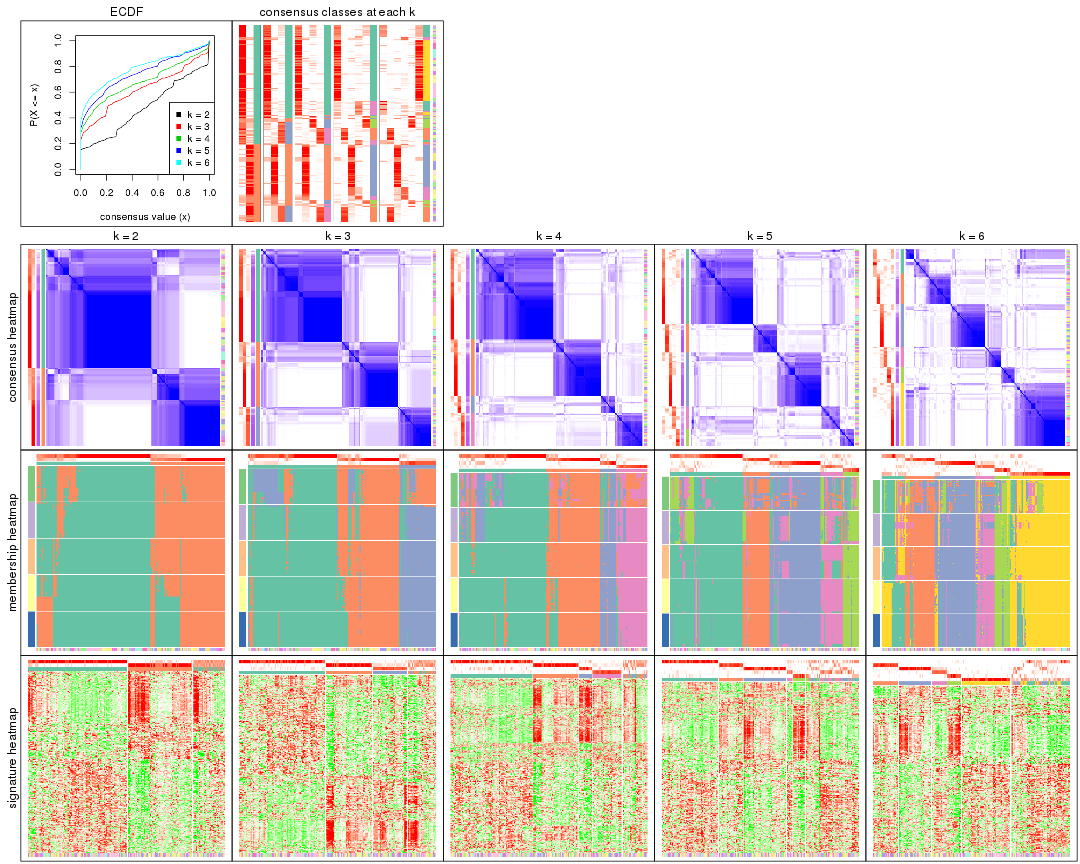 ECDF
consensus classes at each k
P(X <= x)
0.0 0.2 0.4 0.6 0.8 1.0
k = 2
k = 3
k = 4
k = 5
k = 6
0.0 0.2 0.4 0.6 0.8 1.0
consensus value (x)
k = 2 k = 3 k = 4 k = 5 k = 6
consensus heatmap
membership heatmap
signature heatmap